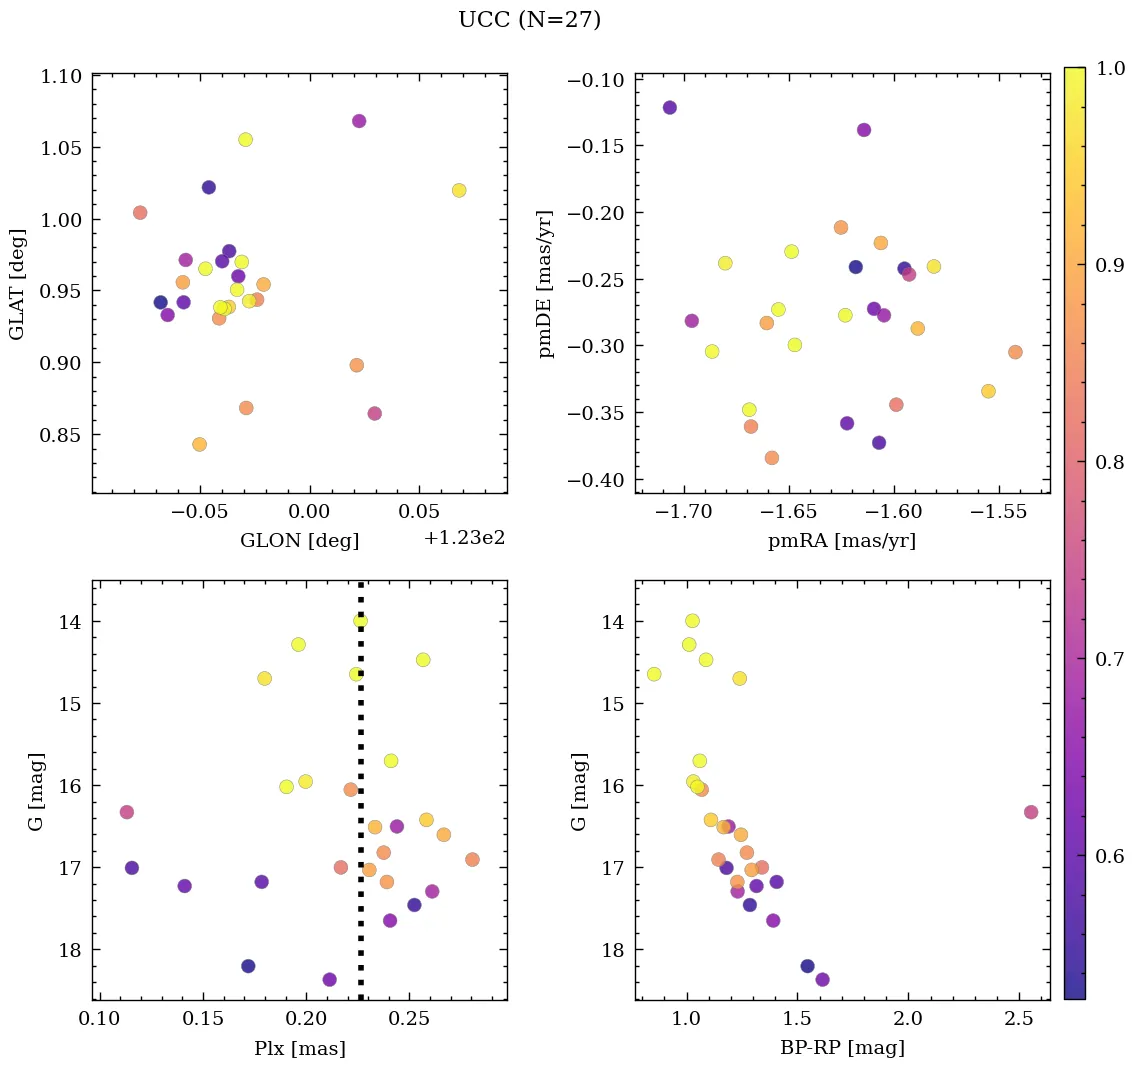 UCC (N=27)
1.10
1.05
1.00
0.95
0.90
0.85
GLAT [deg]
−0.05 0.00 0.05
+1.23e2
GLON [deg]
−0.10
−0.15
−0.20
−0.25
−0.30
−0.35
−0.40
pmDE [mas/yr]
−1.70 −1.65 −1.60 −1.55
pmRA [mas/yr]
14
15
16
17
18
G [mag]
0.10 0.15 0.20 0.25
Plx [mas]
14
15
16
17
18
G [mag]
1.0 1.5 2.0 2.5
BP-RP [mag]
1.0
0.9
0.8
0.7
0.6